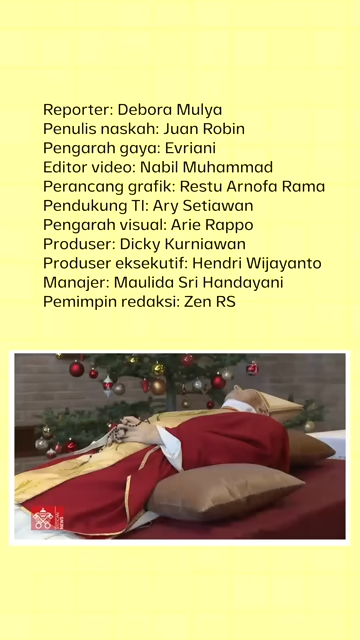 Reporter: Debora Mulya
Penulis naskah: Juan Robin
Pengarah gaya: Evriani
Editor video: Nabil Muhammad
Perancang grafik: Restu Arnofa Rama
Pendukung TI: Ary Setiawan
Pengarah visual: Arie Rappo
Produser: Dicky Kurniawan
Produser eksekutif: Hendri Wijayanto
Manajer: Maulida Sri Handayani
Pemimpin redaksi: Zen RS
VATICAN
NEWS